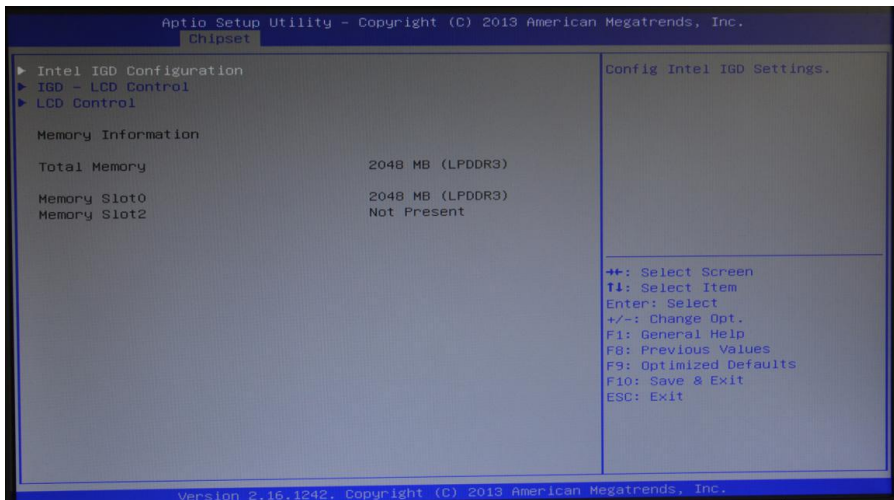 Aptio Setup Utility - Copyright (C) 2013 American Megatrends, Inc.
Chipset
► Intel IGD Configuration
► IGD - LCD Control
► LCD Control
Memory Information
Total Memory 2048 MB (LPDDR3)
Memory Slot0 2048 MB (LPDDR3)
Memory Slot2 Not Present
Config Intel IGD Settings.
→←: Select Screen
↑↓: Select Item
Enter: Select
+/-: Change Opt.
F1: General Help
F8: Previous Values
F9: Optimized Defaults
F10: Save & Exit
ESC: Exit
Version 2.16.1242. Copyright (C) 2013 American Megatrends, Inc.